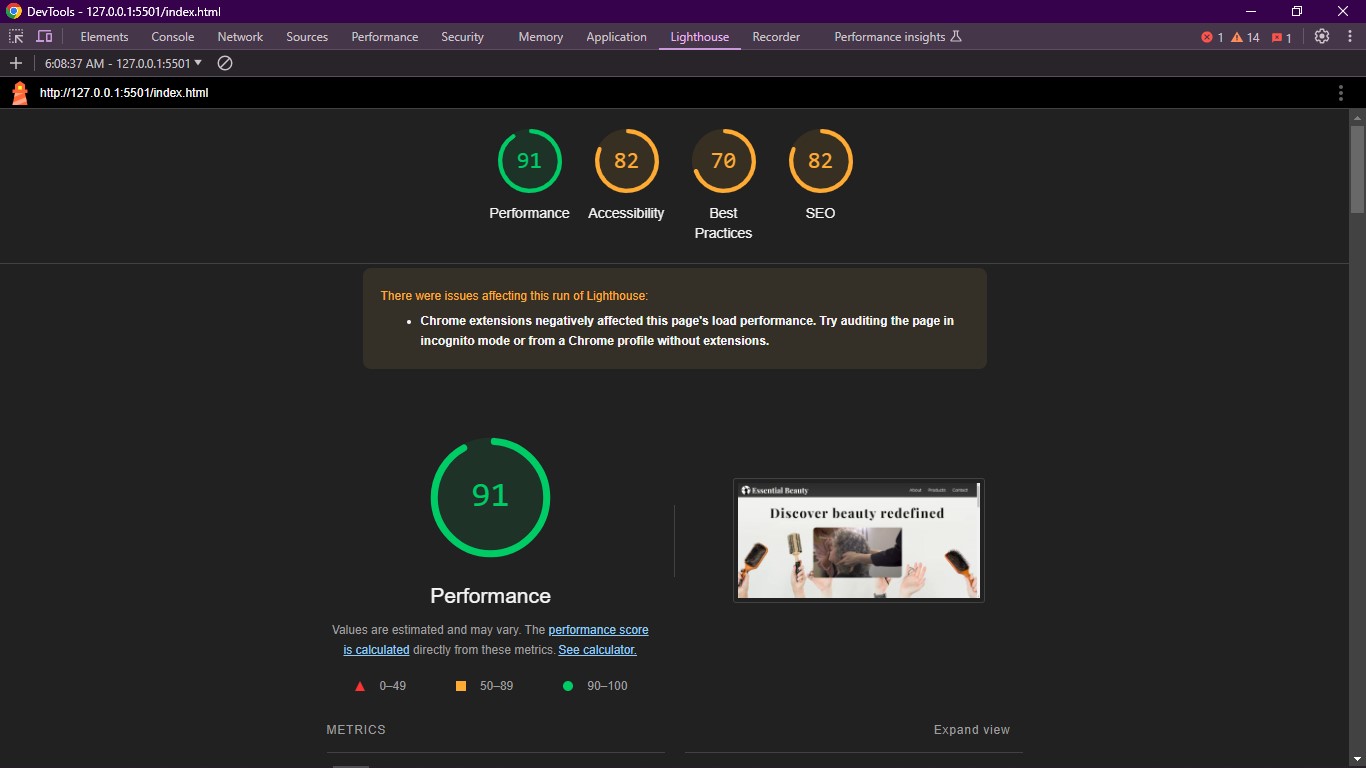 DevTools - 127.0.0.1:5501/index.html
Elements Console Network Sources Performance Security Memory Application Lighthouse Recorder Performance insights 1 14 1
6:08:37 AM - 127.0.0.1:5501
http://127.0.0.1:5501/index.html
91 82 70 82
Performance Accessibility Best Practices SEO
There were issues affecting this run of Lighthouse:
• Chrome extensions negatively affected this page's load performance. Try auditing the page in
incognito mode or from a Chrome profile without extensions.
91
Essential Beauty About Products Contact
Discover beauty redefined
Performance
Values are estimated and may vary. The performance score
is calculated directly from these metrics. See calculator.
0–49 50–89 90–100
METRICS Expand view